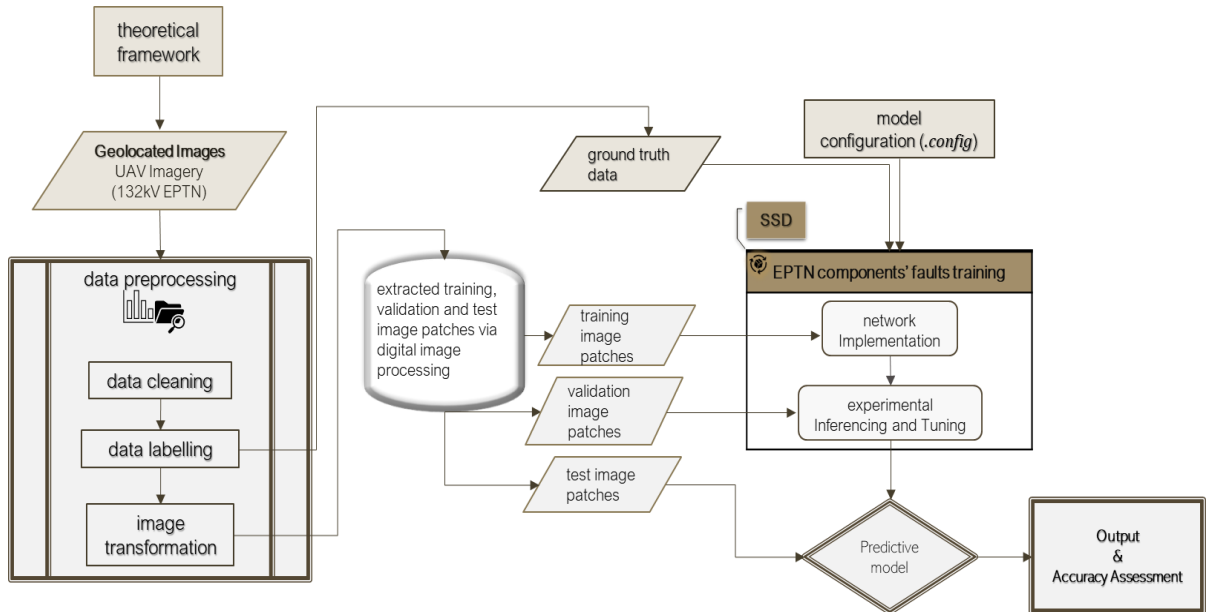 theoretical
framework
Geolocated Images
UAV Imagery
(132kV EPTN)
data preprocessing
data cleaning
data labelling
image
transformation
extracted training,
validation and test
image patches via
digital image
processing
ground truth
data
model
configuration (.config)
SSD
EPTN components' faults training
training
image
patches
network
Implementation
validation
image
patches
experimental
Inferencing and Tuning
test image
patches
Predictive
model
Output
&
Accuracy Assessment